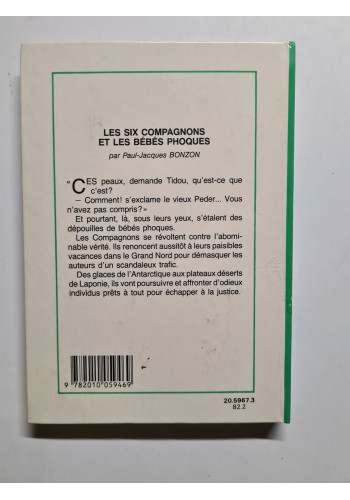 LES SIX COMPAGNONS
ET LES BÉBÉS PHOQUES
par Paul-Jacques BONZON
"CES peaux, demande Tidou, qu'est-ce que
c'est?
– Comment! s'exclame le vieux Peder... Vous
n'avez pas compris?»
Et pourtant, là, sous leurs yeux, s'étalent des
dépouilles de bébés phoques.
Les Compagnons se révoltent contre l'abomi-
nable vérité. Ils renoncent aussitôt à leurs paisibles
vacances dans le Grand Nord pour démasquer les
auteurs d'un scandaleux trafic.
Des glaces de l'Antarctique aux plateaux déserts
de Laponie, ils vont poursuivre et affronter d'odieux
individus prêts à tout pour échapper à la justice.
9 782010 059469
20.5967.3
82.2